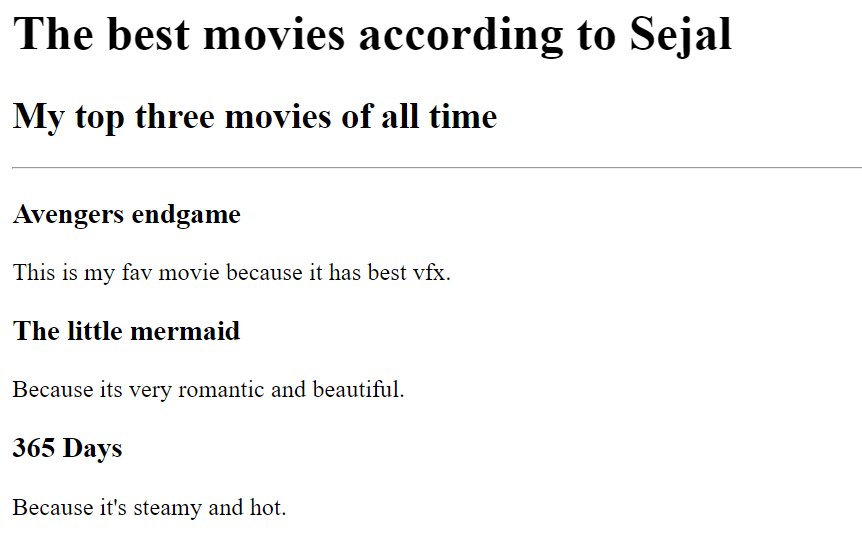 The best movies according to Sejal
My top three movies of all time
Avengers endgame
This is my fav movie because it has best vfx.
The little mermaid
Because its very romantic and beautiful.
365 Days
Because it's steamy and hot.